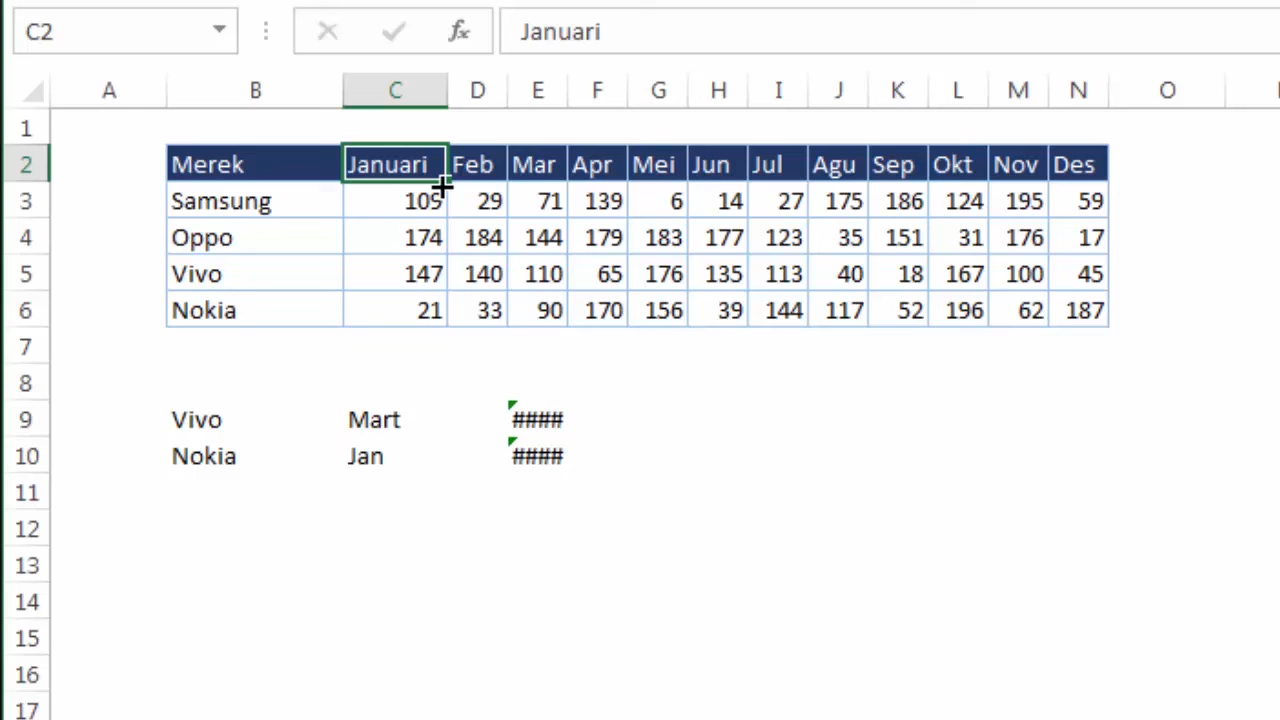 C2 fx Januari
A B C D E F G H I J K L M N O
1
2 Merek Januari Feb Mar Apr Mei Jun Jul Agu Sep Okt Nov Des
3 Samsung 109 29 71 139 6 14 27 175 186 124 195 59
4 Oppo 174 184 144 179 183 177 123 35 151 31 176 17
5 Vivo 147 140 110 65 176 135 113 40 18 167 100 45
6 Nokia 21 33 90 170 156 39 144 117 52 196 62 187
7
8
9 Vivo Mart ####
10 Nokia Jan ####
11
12
13
14
15
16
17